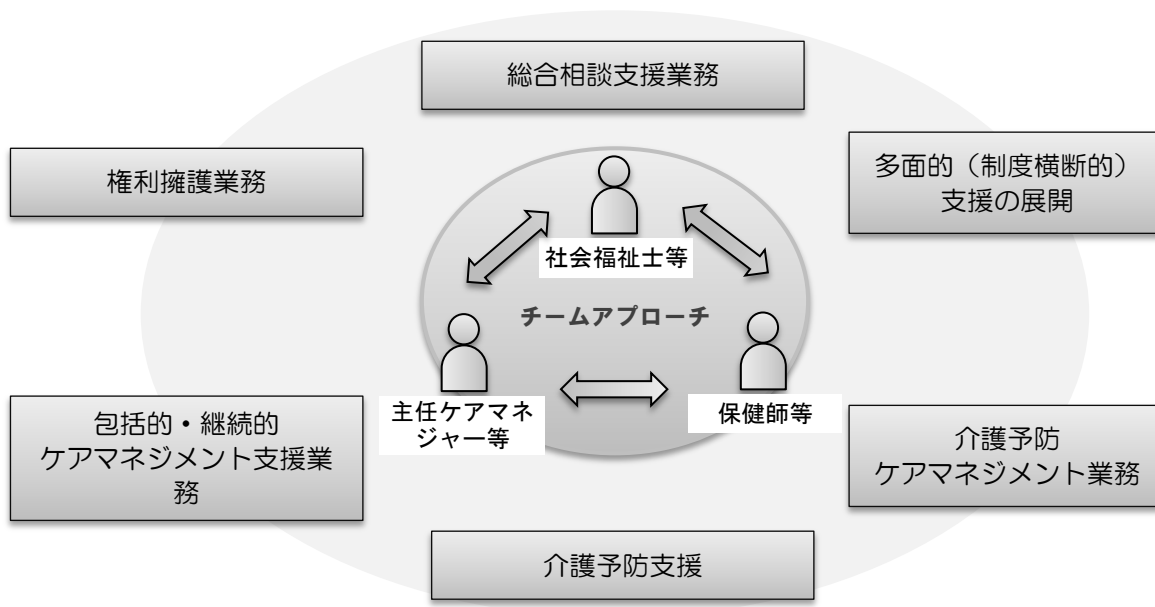 総合相談支援業務
権利擁護業務
多面的(制度横断的)
支援の展開
社会福祉士等
チームアプローチ
主任ケアマネ
ジャー等
保健師等
包括的・継続的
ケアマネジメント支援業
務
介護予防
ケアマネジメント業務
介護予防支援